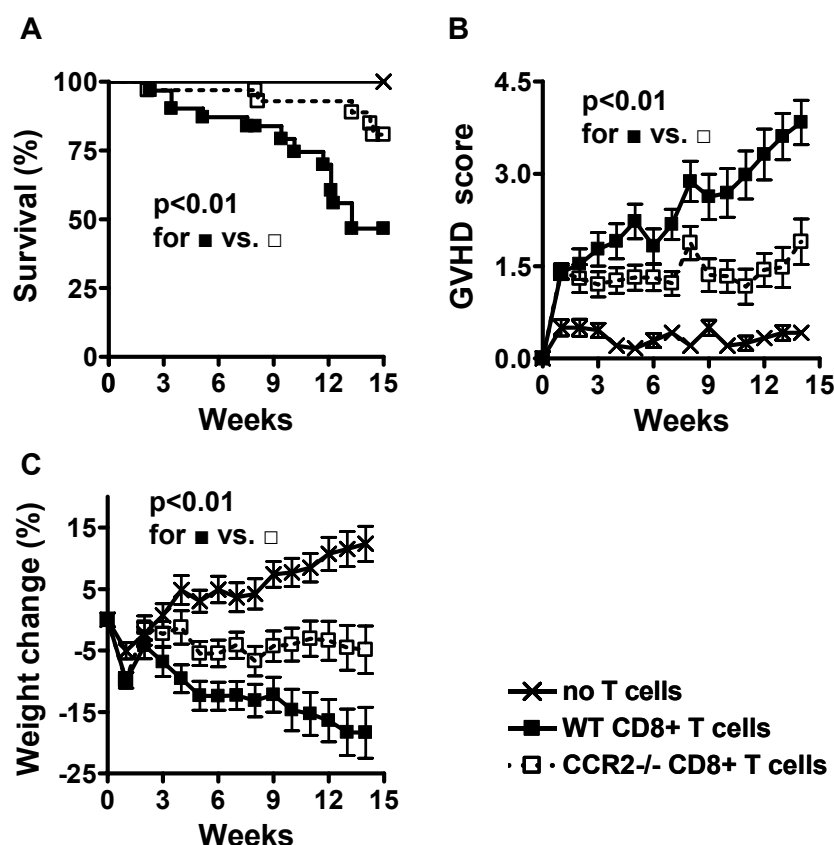 A
Survival (%)
100
75
50
25
0
p<0.01
for ■ vs. □
0 3 6 9 12 15
Weeks
B
GVHD score
4.5
3.0
1.5
0.0
p<0.01
for ■ vs. □
0 3 6 9 12 15
Weeks
C
Weight change (%)
15
5
-5
-15
-25
p<0.01
for ■ vs. □
0 3 6 9 12 15
Weeks
no T cells
WT CD8+ T cells
CCR2-/- CD8+ T cells